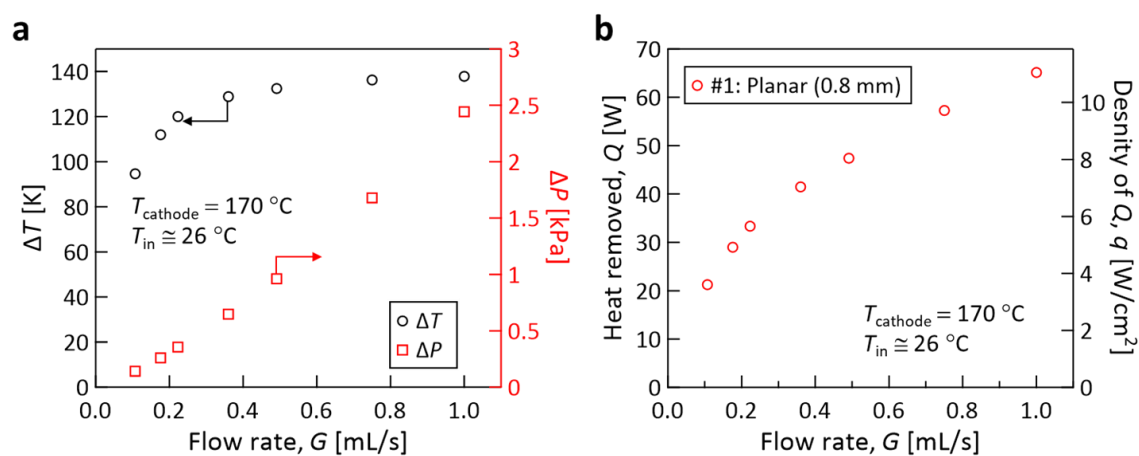 a
ΔT [K]
140
120
100
80
60
40
20
0
3
2.5
2
1.5
1
0.5
0
ΔP [kPa]
T_cathode = 170 °C
T_in ≅ 26 °C
ΔT
ΔP
0.0 0.2 0.4 0.6 0.8 1.0
Flow rate, G [mL/s]
b
Heat removed, Q [W]
70
60
50
40
30
20
10
0
#1: Planar (0.8 mm)
10
8
6
4
2
0
Desnity of Q, q [W/cm²]
T_cathode = 170 °C
T_in ≅ 26 °C
0.0 0.2 0.4 0.6 0.8 1.0
Flow rate, G [mL/s]